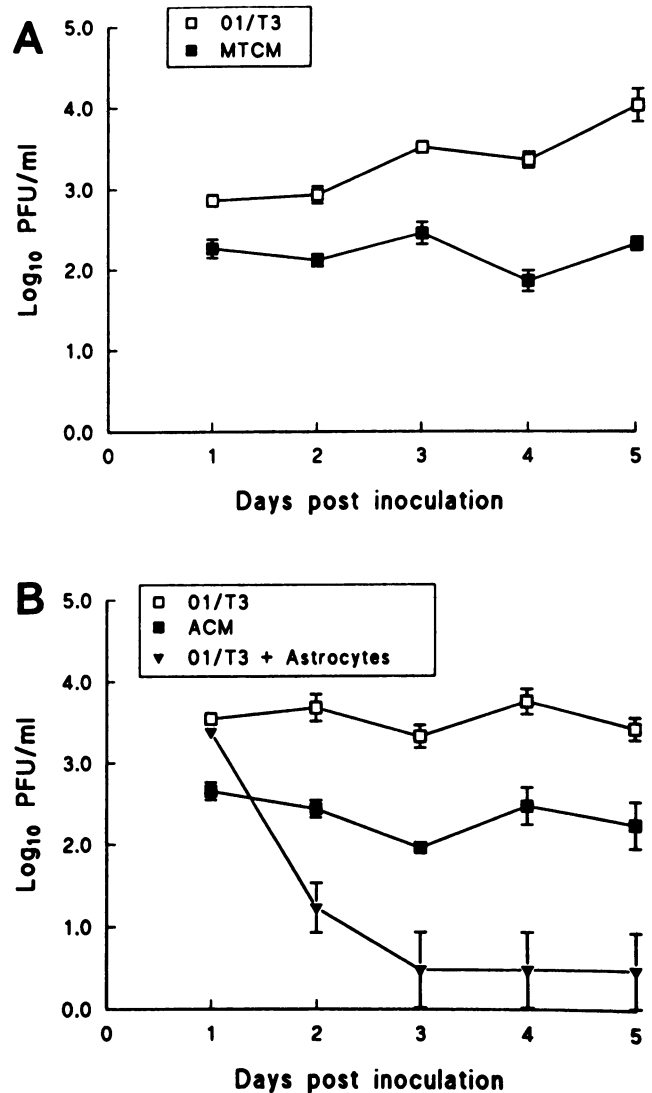 A
01/T3
MTCM
5.0
4.0
3.0
2.0
1.0
0.0
Log10 PFU/ml
0 1 2 3 4 5
Days post inoculation
B
01/T3
ACM
01/T3 + Astrocytes
5.0
4.0
3.0
2.0
1.0
0.0
Log10 PFU/ml
0 1 2 3 4 5
Days post inoculation